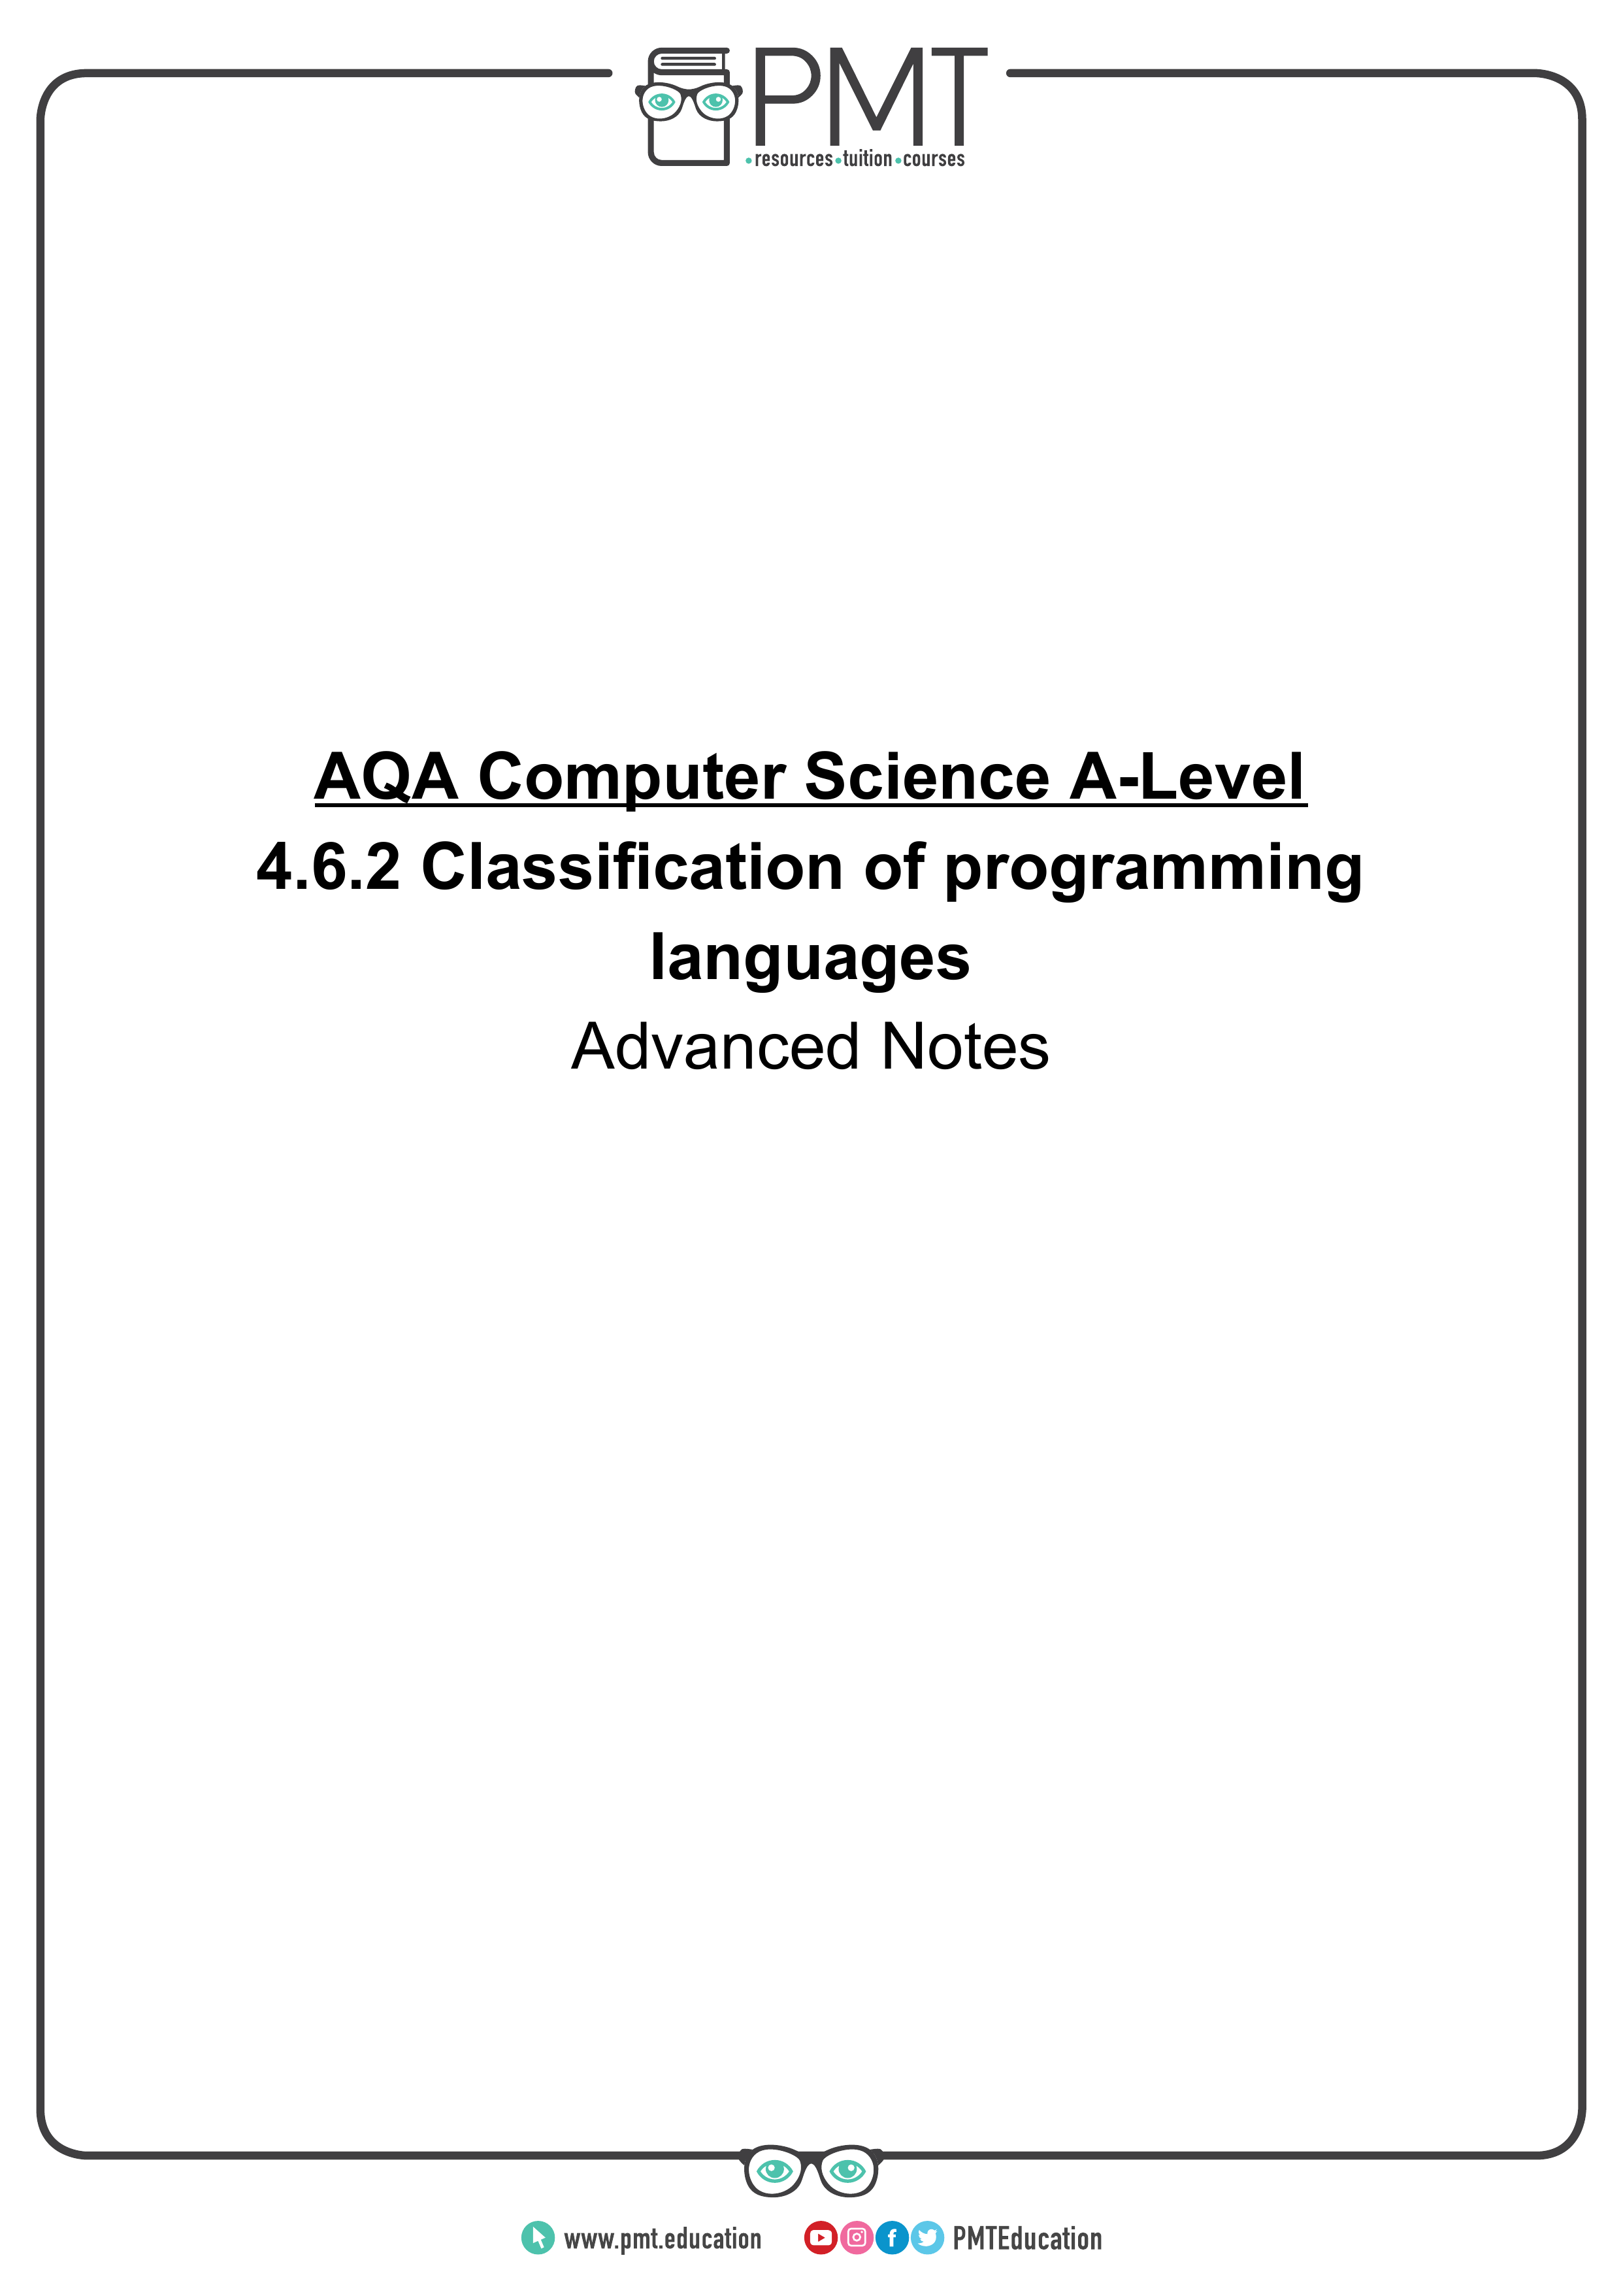 PMT
resources tuition courses
AQA Computer Science A-Level
4.6.2 Classification of programming
languages
Advanced Notes
www.pmt.education PMTEducation